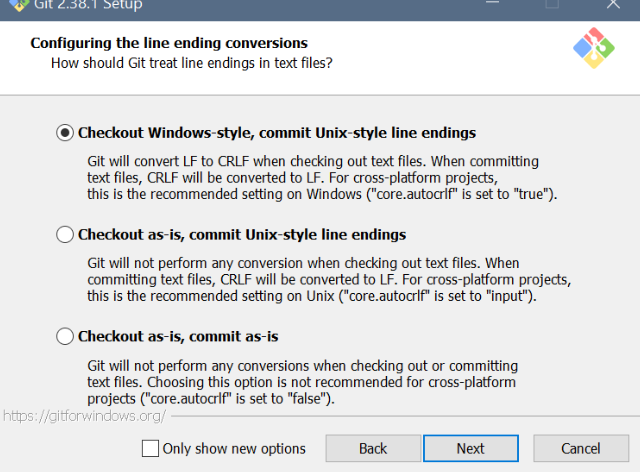 Git 2.38.1 Setup
Configuring the line ending conversions
How should Git treat line endings in text files?
Checkout Windows-style, commit Unix-style line endings
Git will convert LF to CRLF when checking out text files. When committing
text files, CRLF will be converted to LF. For cross-platform projects,
this is the recommended setting on Windows ("core.autocrlf" is set to "true").
Checkout as-is, commit Unix-style line endings
Git will not perform any conversion when checking out text files. When
committing text files, CRLF will be converted to LF. For cross-platform projects,
this is the recommended setting on Unix ("core.autocrlf" is set to "input").
Checkout as-is, commit as-is
Git will not perform any conversions when checking out or committing
text files. Choosing this option is not recommended for cross-platform
projects ("core.autocrlf" is set to "false").
https://gitforwindows.org/
Only show new options
Back
Next
Cancel